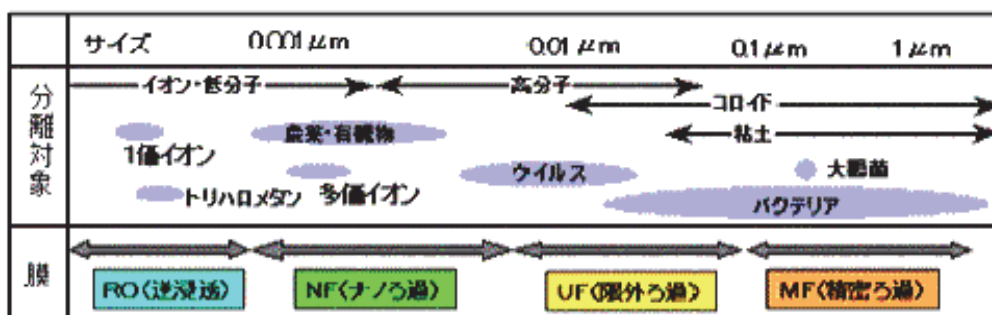 サイズ 0.001μm 0.01μm 0.1μm 1μm
分離対象
イオン・低分子 高分子
コロイド
農薬・有機物 粘土
1価イオン ウイルス 大腸菌
トリハロメタン 多価イオン バクテリア
膜
RO(逆浸透) NF(ナノろ過) UF(限外ろ過) MF(精密ろ過)